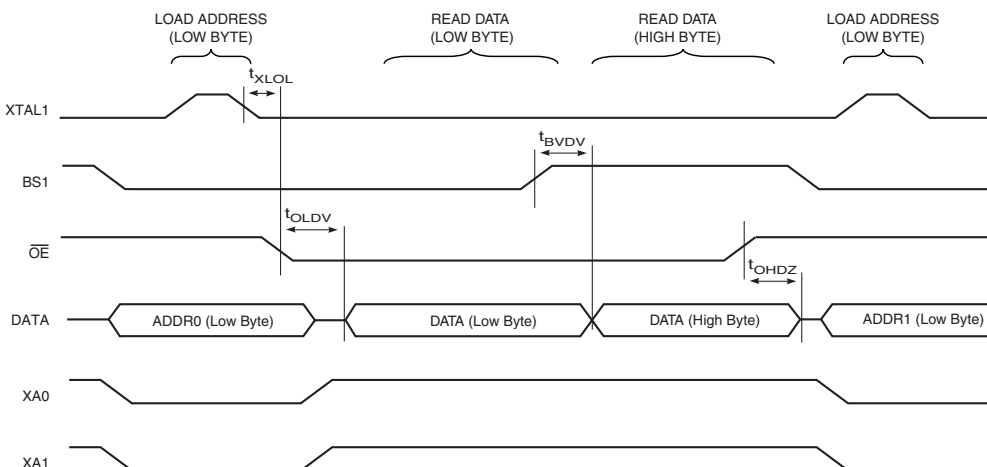 LOAD ADDRESS
(LOW BYTE)
READ DATA
(LOW BYTE)
READ DATA
(HIGH BYTE)
LOAD ADDRESS
(LOW BYTE)
tXLOL
XTAL1
tBVDV
BS1
tOLDV
OE
tOHDZ
DATA
ADDR0 (Low Byte)
DATA (Low Byte)
DATA (High Byte)
ADDR1 (Low Byte)
XA0
XA1